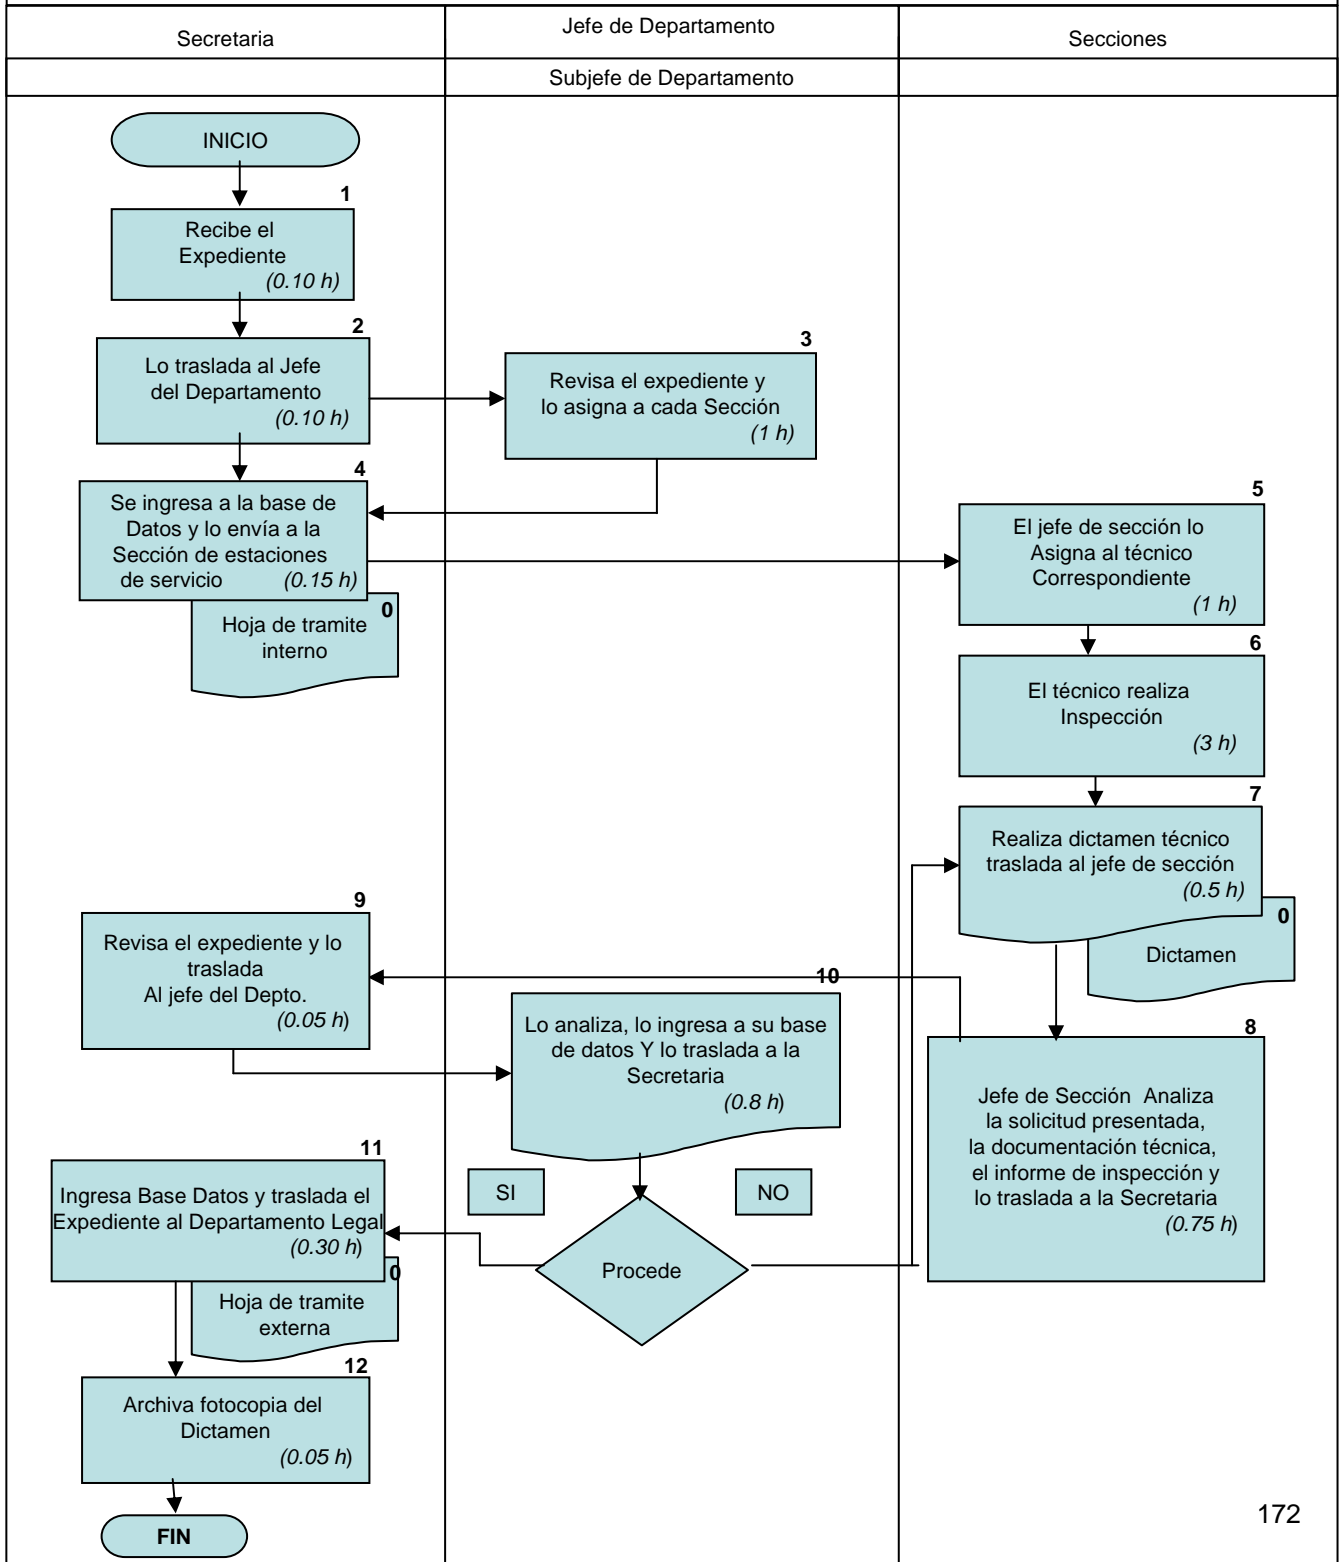 Secretaria
Jefe de Departamento
Secciones
Subjefe de Departamento
INICIO
1
Recibe el
Expediente
(0.10 h)
2
Lo traslada al Jefe
del Departamento
(0.10 h)
3
Revisa el expediente y
lo asigna a cada Sección
(1 h)
4
Se ingresa a la base de
Datos y lo envía a la
Sección de estaciones
de servicio (0.15 h)
0
Hoja de tramite
interno
5
El jefe de sección lo
Asigna al técnico
Correspondiente
(1 h)
6
El técnico realiza
Inspección
(3 h)
7
Realiza dictamen técnico
traslada al jefe de sección
(0.5 h)
0
Dictamen
8
Jefe de Sección Analiza
la solicitud presentada,
la documentación técnica,
el informe de inspección y
lo traslada a la Secretaria
(0.75 h)
9
Revisa el expediente y lo
traslada
Al jefe del Depto.
(0.05 h)
10
Lo analiza, lo ingresa a su base
de datos Y lo traslada a la
Secretaria
(0.8 h)
SI
NO
Procede
11
Ingresa Base Datos y traslada el
Expediente al Departamento Legal
(0.30 h)
0
Hoja de tramite
externa
12
Archiva fotocopia del
Dictamen
(0.05 h)
FIN
172